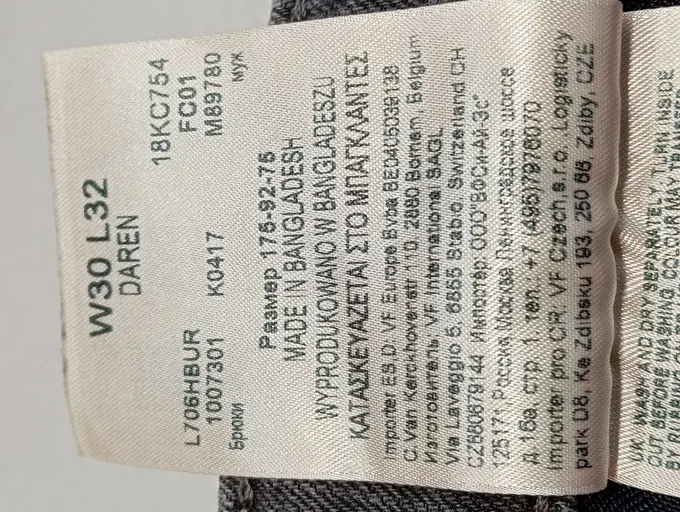 W30 L32
DAREN
L706HBUR 18KC754
1007301 K0417 FC01
Брюки M89780
муж
Размер 175-92-75
MADE IN BANGLADESH
WYPRODUKOWANO W BANGLADESZU
ΚΑΤΑΣΚΕΥΑΖΕΤΑΙ ΣΤΟ ΜΠΑΓΚΛΑΝΤΕΣ
Importer ES.D. VF Europe Bvba BE0405039138
C. Van Kerckhovenstr 110, 2880 Bornem, Belgium
Изготовитель: VF International SAGL
Via Laveggio 5, 6855 Stabio, Switzerland CH
CZ680679144 Импортер: ООО"ВФСи-Ай-Эс"
125171, Россия, Москва Ленинградское шоссе
д. 16а, стр. 1. тел. +7 (495)7976070
Importer pro CR: VF Czech,s.r.o. Logisticky
park D8, Ke Zdibsku 193, 250 66, Zdiby, CZE
UK WASH AND DRY SEPARATELY, TURN INSIDE
OUT BEFORE WASHING COLOUR MAY TRANSFER